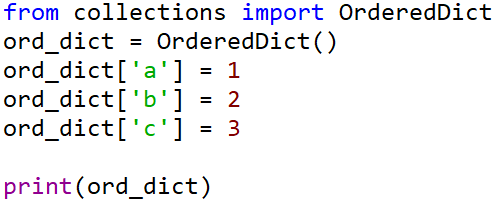 from collections import OrderedDict
ord_dict = OrderedDict()
ord_dict['a'] = 1
ord_dict['b'] = 2
ord_dict['c'] = 3
print(ord_dict)